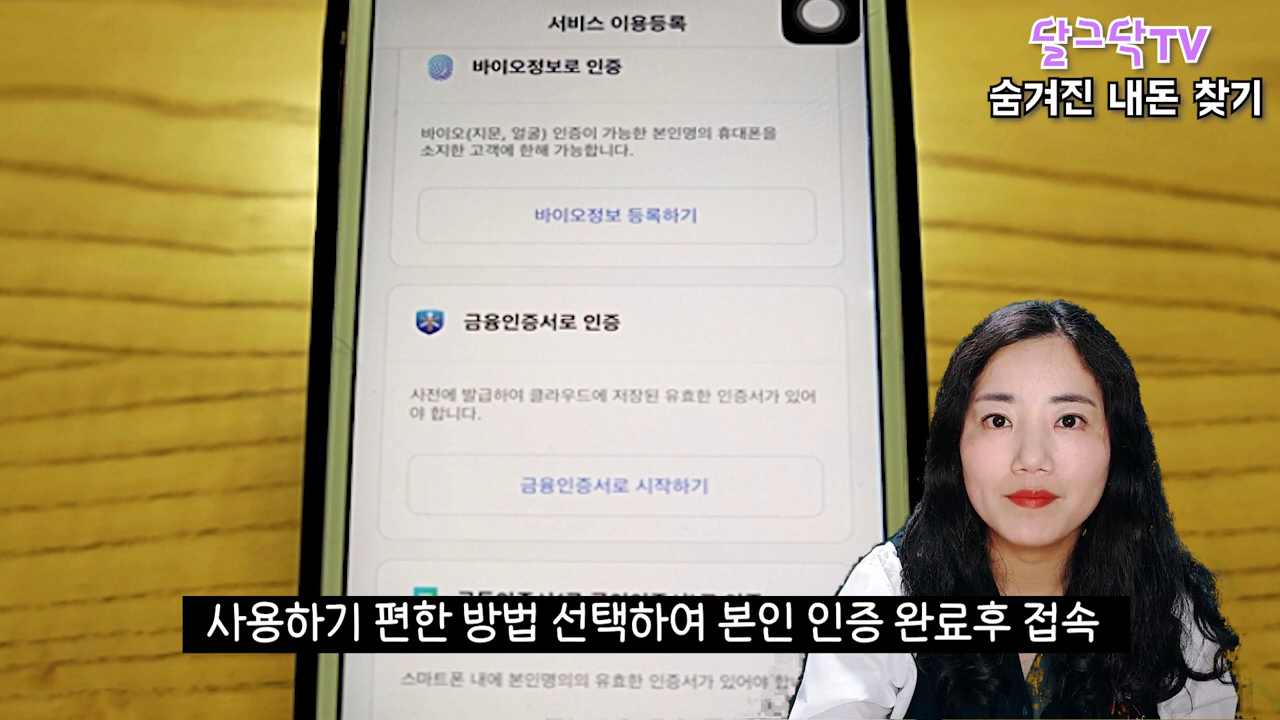 서비스 이용등록
달그닥TV
숨겨진 내돈 찾기
바이오정보로 인증
바이오(지문, 얼굴) 인증이 가능한 본인명의 휴대폰을
소지한 고객에 한해 가능합니다.
바이오정보 등록하기
금융인증서로 인증
사전에 발급하여 클라우드에 저장된 유효한 인증서가 있어
야 합니다.
금융인증서로 시작하기
사용하기 편한 방법 선택하여 본인 인증 완료후 접속
스마트폰 내에 본인명의의 유효한 인증서가 있어야